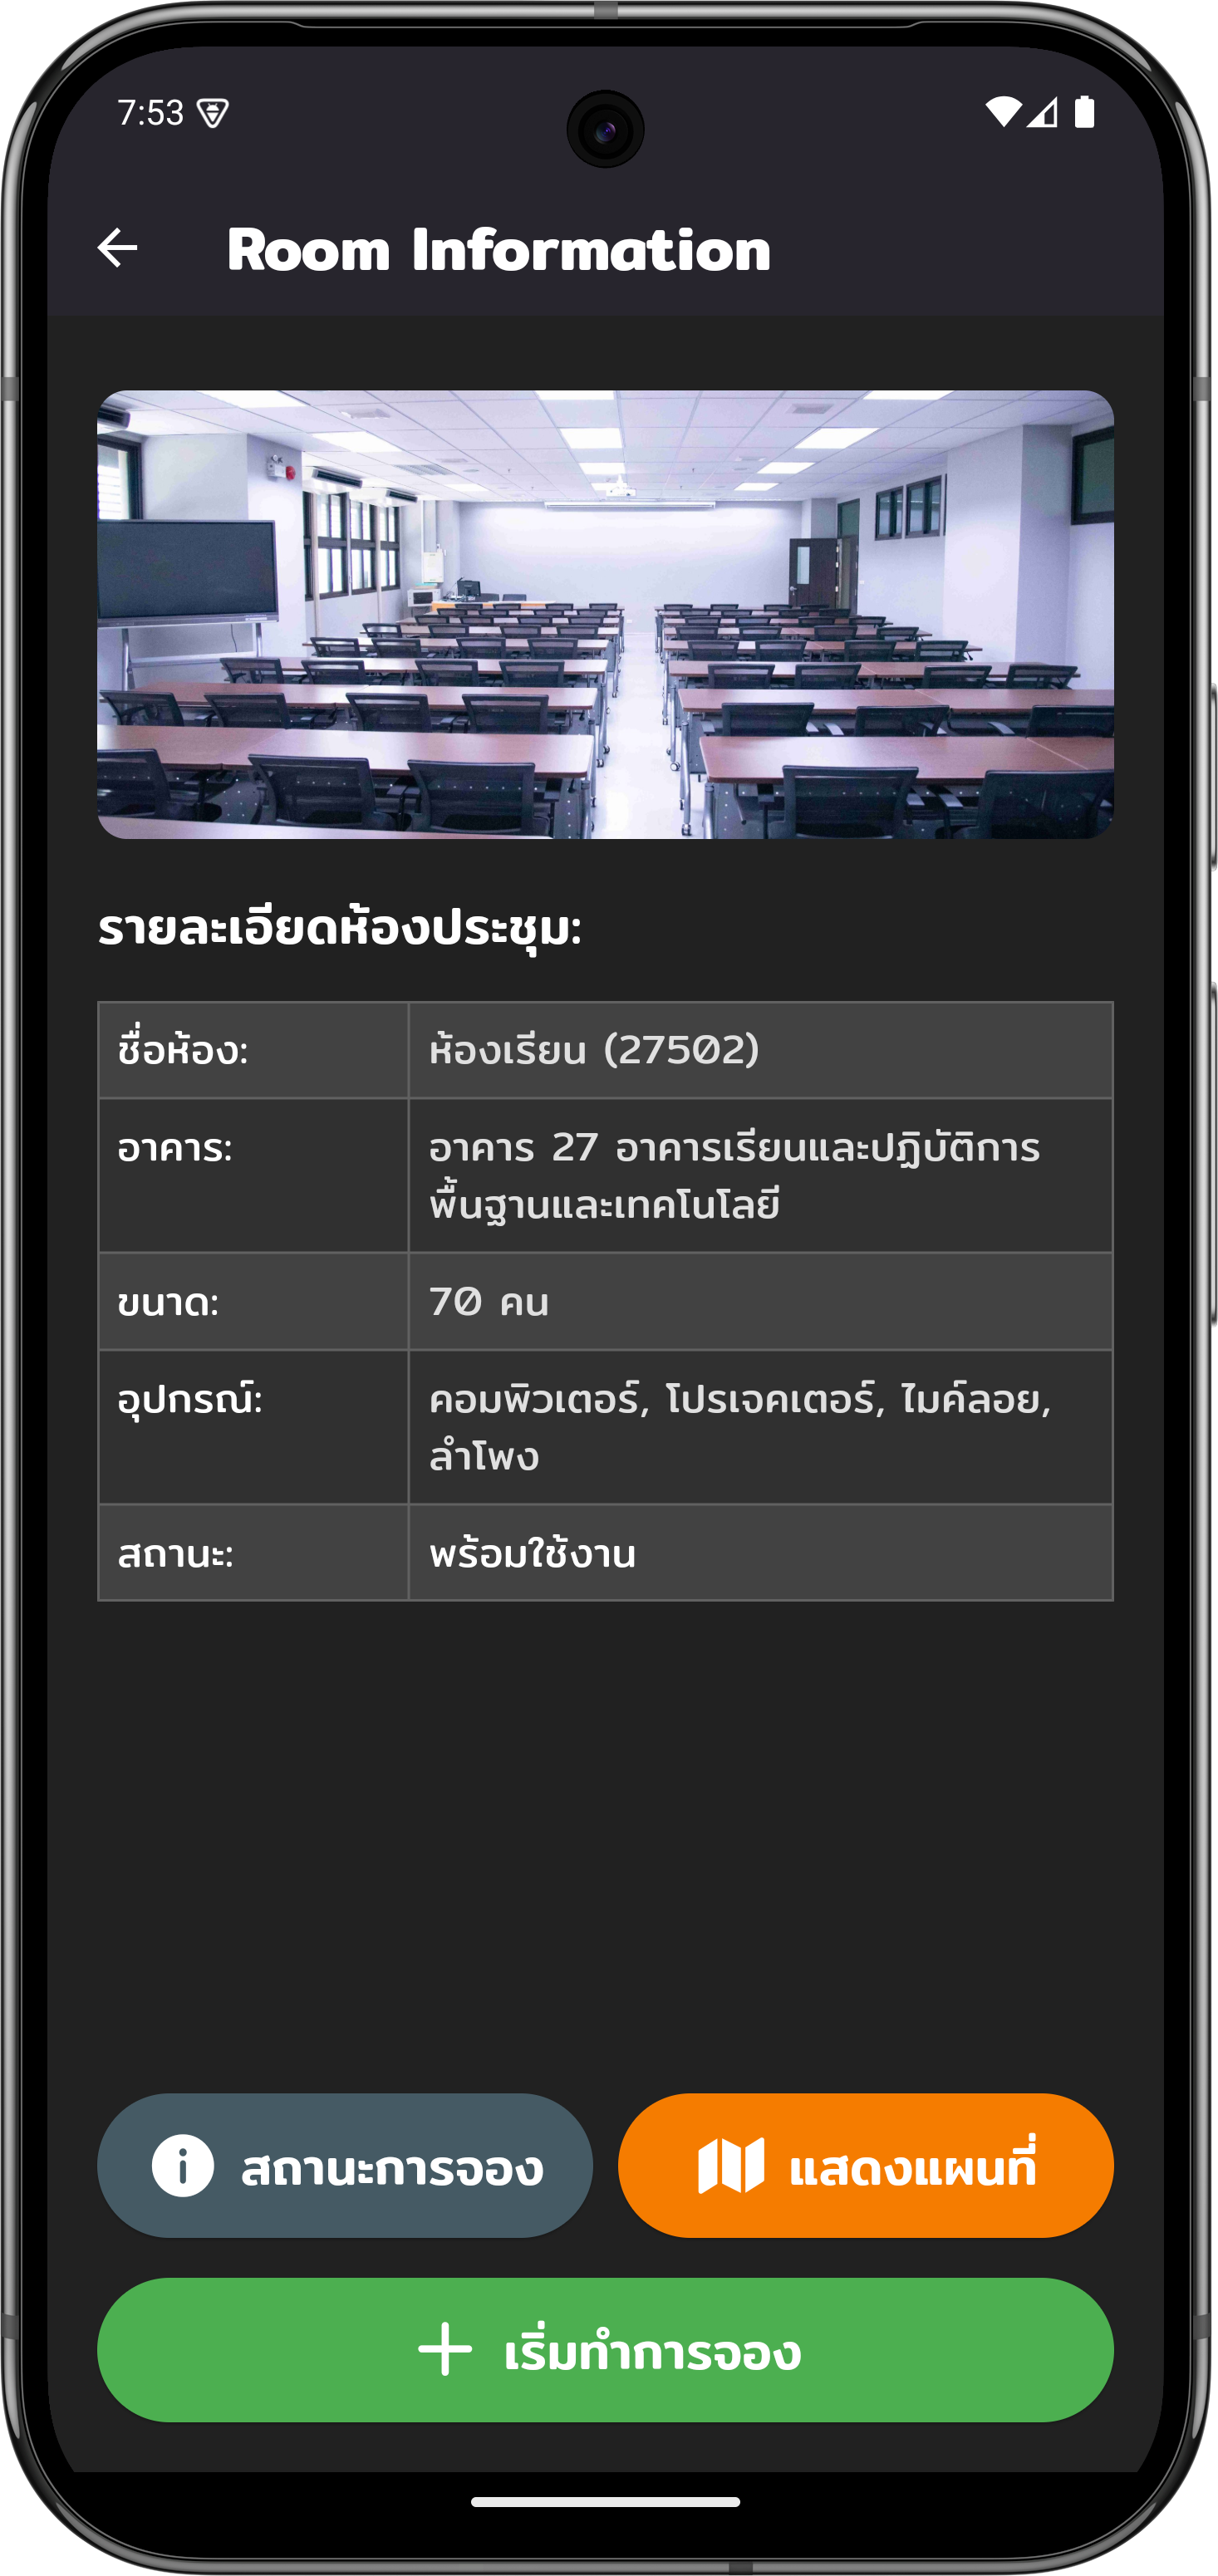 7:53
Room Information
รายละเอียดห้องประชุม:
ชื่อห้อง:
ห้องเรียน (27502)
อาคาร:
อาคาร 27 อาคารเรียนและปฏิบัติการ
พื้นฐานและเทคโนโลยี
ขนาด:
70 คน
อุปกรณ์:
คอมพิวเตอร์, โปรเจคเตอร์, ไมค์ลอย,
ลำโพง
สถานะ:
พร้อมใช้งาน
สถานะการจอง
แสดงแผนที่
เริ่มทำการจอง